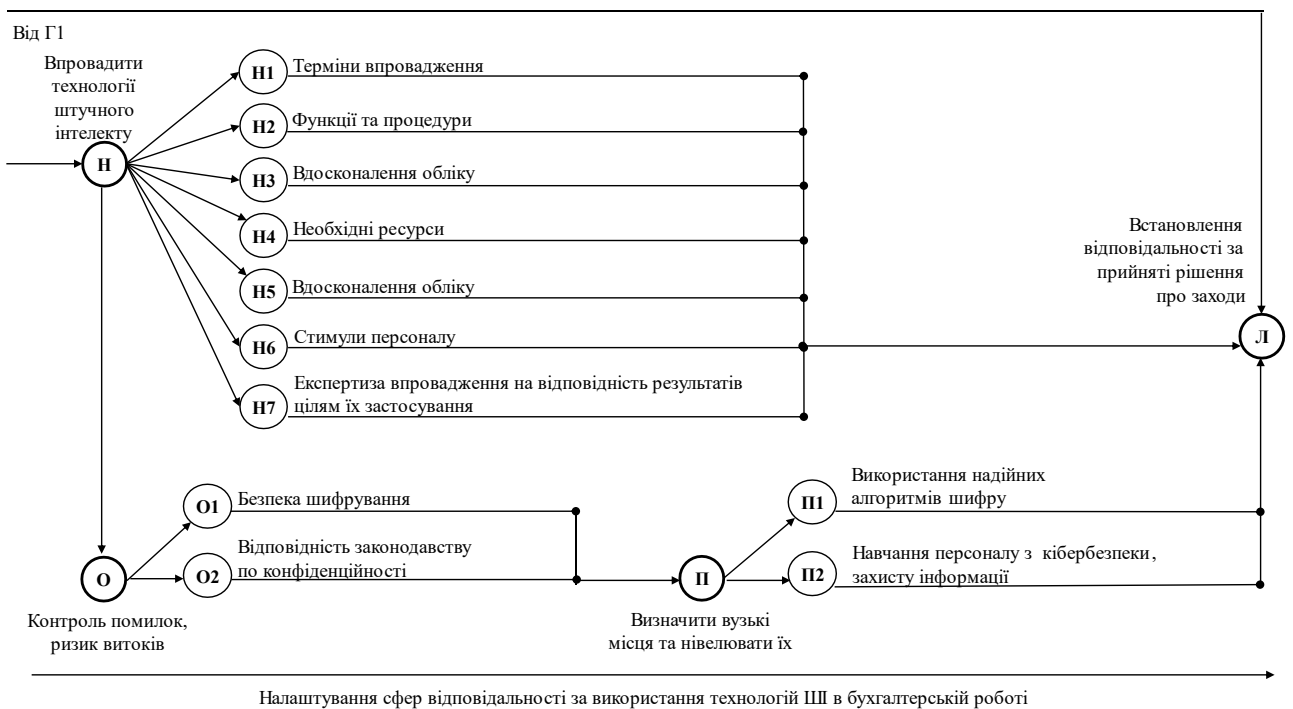 Від Г1
Впровадити
технології
штучного
інтелекту
Н
Н1
Терміни впровадження
Н2
Функції та процедури
Н3
Вдосконалення обліку
Н4
Необхідні ресурси
Н5
Вдосконалення обліку
Н6
Стимули персоналу
Н7
Експертиза впровадження на відповідність результатів
цілям їх застосування
Встановлення
відповідальності за
прийняті рішення
про заходи
Л
О
Контроль помилок,
ризик витоків
О1
Безпека шифрування
О2
Відповідність законодавству
по конфіденційності
П
Визначити вузькі
місця та нівелювати їх
П1
Використання надійних
алгоритмів шифру
П2
Навчання персоналу з кібербезпеки,
захисту інформації
Налаштування сфер відповідальності за використання технологій ШІ в бухгалтерській роботі